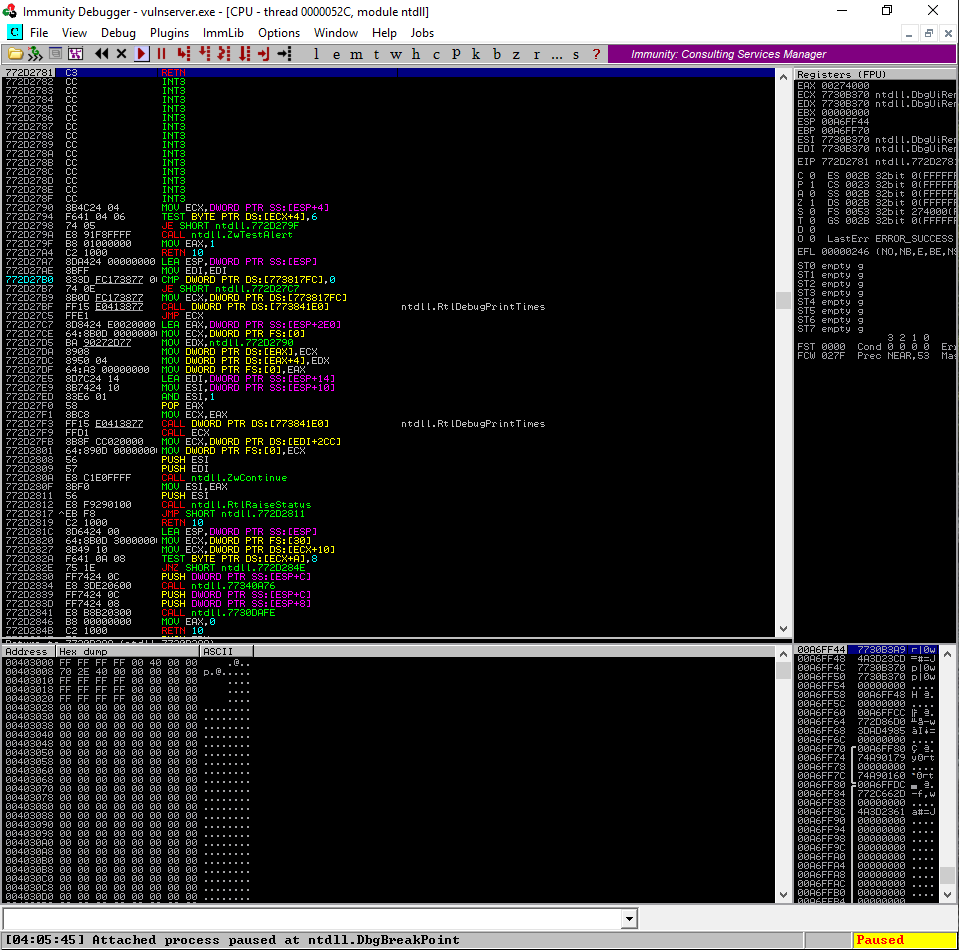 Immunity Debugger - vulnserver.exe - [CPU - thread 0000052C, module ntdll]
C File View Debug Plugins ImmLib Options Window Help Jobs
l e m t w h c P k b z r ... s ? Immunity: Consulting Services Manager
772D2781 C3 RETN
772D2782 CC INT3
772D2783 CC INT3
772D2784 CC INT3
772D2785 CC INT3
772D2786 CC INT3
772D2787 CC INT3
772D2788 CC INT3
772D2789 CC INT3
772D278A CC INT3
772D278B CC INT3
772D278C CC INT3
772D278D CC INT3
772D278E CC INT3
772D278F CC INT3
772D2790 8B4C24 04 MOV ECX,DWORD PTR SS:[ESP+4]
772D2794 F641 04 06 TEST BYTE PTR DS:[ECX+4],6
772D2798 74 05 JE SHORT ntdll.772D279F
772D279A E8 91F8FFFF CALL ntdll.ZwTestAlert
772D279F B8 01000000 MOV EAX,1
772D27A4 C2 1000 RETN 10
772D27A7 8DA424 00000000 LEA ESP,DWORD PTR SS:[ESP]
772D27AE 8BFF MOV EDI,EDI
772D27B0 833D FC173877 0 CMP DWORD PTR DS:[773817FC],0
772D27B7 74 0E JE SHORT ntdll.772D27C7
772D27B9 8B0D FC173877 MOV ECX,DWORD PTR DS:[773817FC]
772D27BF FF15 E0413877 CALL DWORD PTR DS:[773841E0] ntdll.RtlDebugPrintTimes
772D27C5 FFE1 JMP ECX
772D27C7 8D8424 E0020000 LEA EAX,DWORD PTR SS:[ESP+2E0]
772D27CE 64:8B0D 0000000 MOV ECX,DWORD PTR FS:[0]
772D27D5 BA 90272D77 MOV EDX,ntdll.772D2790
772D27DA 8908 MOV DWORD PTR DS:[EAX],ECX
772D27DC 8950 04 MOV DWORD PTR DS:[EAX+4],EDX
772D27DF 64:A3 00000000 MOV DWORD PTR FS:[0],EAX
772D27E5 8D7C24 14 LEA EDI,DWORD PTR SS:[ESP+14]
772D27E9 8B7424 10 MOV ESI,DWORD PTR SS:[ESP+10]
772D27ED 83E6 01 AND ESI,1
772D27F0 58 POP EAX
772D27F1 8BC8 MOV ECX,EAX
772D27F3 FF15 E0413877 CALL DWORD PTR DS:[773841E0] ntdll.RtlDebugPrintTimes
772D27F9 FFD1 CALL ECX
772D27FB 8B8F CC020000 MOV ECX,DWORD PTR DS:[EDI+2CC]
772D2801 64:890D 0000000 MOV DWORD PTR FS:[0],ECX
772D2808 56 PUSH ESI
772D2809 57 PUSH EDI
772D280A E8 C1E0FFFF CALL ntdll.ZwContinue
772D280F 8BF0 MOV ESI,EAX
772D2811 56 PUSH ESI
772D2812 E8 F9290100 CALL ntdll.RtlRaiseStatus
772D2817 ^EB F8 JMP SHORT ntdll.772D2811
772D2819 C2 1000 RETN 10
772D281C 8D6424 00 LEA ESP,DWORD PTR SS:[ESP]
772D2820 64:8B0D 3000000 MOV ECX,DWORD PTR FS:[30]
772D2827 8B49 10 MOV ECX,DWORD PTR DS:[ECX+10]
772D282A F641 0A 08 TEST BYTE PTR DS:[ECX+A],8
772D282E 75 1E JNZ SHORT ntdll.772D284E
772D2830 FF7424 0C PUSH DWORD PTR SS:[ESP+C]
772D2834 E8 3DE20600 CALL ntdll.77340A76
772D2839 FF7424 0C PUSH DWORD PTR SS:[ESP+C]
772D283D FF7424 08 PUSH DWORD PTR SS:[ESP+8]
772D2841 E8 B8B20300 CALL ntdll.7730DAFE
772D2846 B8 00000000 MOV EAX,0
772D284B C2 1000 RETN 10
Registers (FPU)
EAX 00274000
ECX 7730B370 ntdll.DbgUiRe
EDX 7730B370 ntdll.DbgUiRe
EBX 00000000
ESP 00A6FF44
EBP 00A6FF70
ESI 7730B370 ntdll.DbgUiRe
EDI 7730B370 ntdll.DbgUiRe
EIP 772D2781 ntdll.772D2781
C 0 ES 002B 32bit 0(FFFFFF
P 1 CS 0023 32bit 0(FFFFFF
A 0 SS 002B 32bit 0(FFFFFF
Z 1 DS 002B 32bit 0(FFFFFF
S 0 FS 0053 32bit 274000(F
T 0 GS 002B 32bit 0(FFFFFF
D 0
O 0 LastErr ERROR_SUCCESS
EFL 00000246 (NO,NB,E,BE,NS
ST0 empty g
ST1 empty g
ST2 empty g
ST3 empty g
ST4 empty g
ST5 empty g
ST6 empty g
ST7 empty g
3 2 1 0
FST 0000 Cond 0 0 0 0 Er
FCW 027F Prec NEAR,53 Ma
Address Hex dump ASCII
00403000 FF FF FF FF 00 40 00 00 .@..
00403008 70 2E 40 00 00 00 00 00 p.@.....
00403010 FF FF FF FF 00 00 00 00 ....
00403018 FF FF FF FF 00 00 00 00 ....
00403020 FF FF FF FF 00 00 00 00 ....
00403028 00 00 00 00 00 00 00 00 ........
00403030 00 00 00 00 00 00 00 00 ........
00403038 00 00 00 00 00 00 00 00 ........
00403040 00 00 00 00 00 00 00 00 ........
00403048 00 00 00 00 00 00 00 00 ........
00403050 00 00 00 00 00 00 00 00 ........
00403058 00 00 00 00 00 00 00 00 ........
00403060 00 00 00 00 00 00 00 00 ........
00403068 00 00 00 00 00 00 00 00 ........
00403070 00 00 00 00 00 00 00 00 ........
00403078 00 00 00 00 00 00 00 00 ........
00403080 00 00 00 00 00 00 00 00 ........
00403088 00 00 00 00 00 00 00 00 ........
00403090 00 00 00 00 00 00 00 00 ........
00403098 00 00 00 00 00 00 00 00 ........
004030A0 00 00 00 00 00 00 00 00 ........
004030A8 00 00 00 00 00 00 00 00 ........
004030B0 00 00 00 00 00 00 00 00 ........
004030B8 00 00 00 00 00 00 00 00 ........
004030C0 00 00 00 00 00 00 00 00 ........
004030C8 00 00 00 00 00 00 00 00 ........
004030D0 00 00 00 00 00 00 00 00 ........
00A6FF44 7730B3A9
00A6FF48 4A3D23CD
00A6FF4C 7730B370
00A6FF50 7730B370
00A6FF54 00000000 ....
00A6FF58 00A6FF48
00A6FF5C 00000000 ....
00A6FF60 00A6FFCC
00A6FF64 772D86D0
00A6FF68 3DAD4985
00A6FF6C 00000000 ....
00A6FF70 00A6FF80
00A6FF74 74A90179
00A6FF78 00000000 ....
00A6FF7C 74A90160
00A6FF80 00A6FFDC
00A6FF84 772C662D
00A6FF88 00000000 ....
00A6FF8C 4A3D2361
00A6FF90 00000000 ....
00A6FF94 00000000 ....
00A6FF98 00000000 ....
00A6FF9C 00000000 ....
00A6FFA0 00000000 ....
00A6FFA4 00000000 ....
00A6FFA8 00000000 ....
00A6FFAC 00000000 ....
00A6FFB0 00000000 ....
[04:05:45] Attached process paused at ntdll.DbgBreakPoint Paused